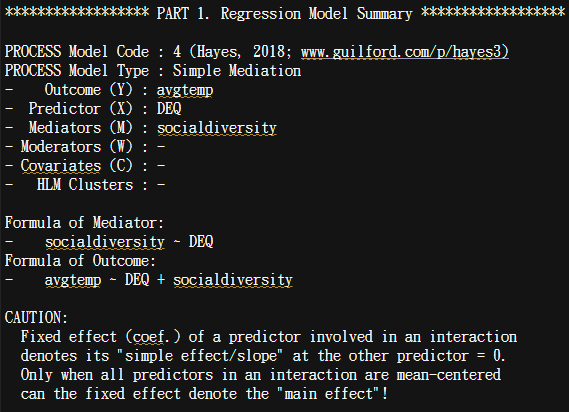 ****************** PART 1. Regression Model Summary ******************
PROCESS Model Code : 4 (Hayes, 2018; www.guilford.com/p/hayes3)
PROCESS Model Type : Simple Mediation
-    Outcome (Y) : avgtemp
-  Predictor (X) : DEQ
-  Mediators (M) : socialdiversity
- Moderators (W) : -
- Covariates (C) : -
-   HLM Clusters : -
Formula of Mediator:
-    socialdiversity ~ DEQ
Formula of Outcome:
-    avgtemp ~ DEQ + socialdiversity
CAUTION:
  Fixed effect (coef.) of a predictor involved in an interaction
  denotes its "simple effect/slope" at the other predictor = 0.
  Only when all predictors in an interaction are mean-centered
  can the fixed effect denote the "main effect"!